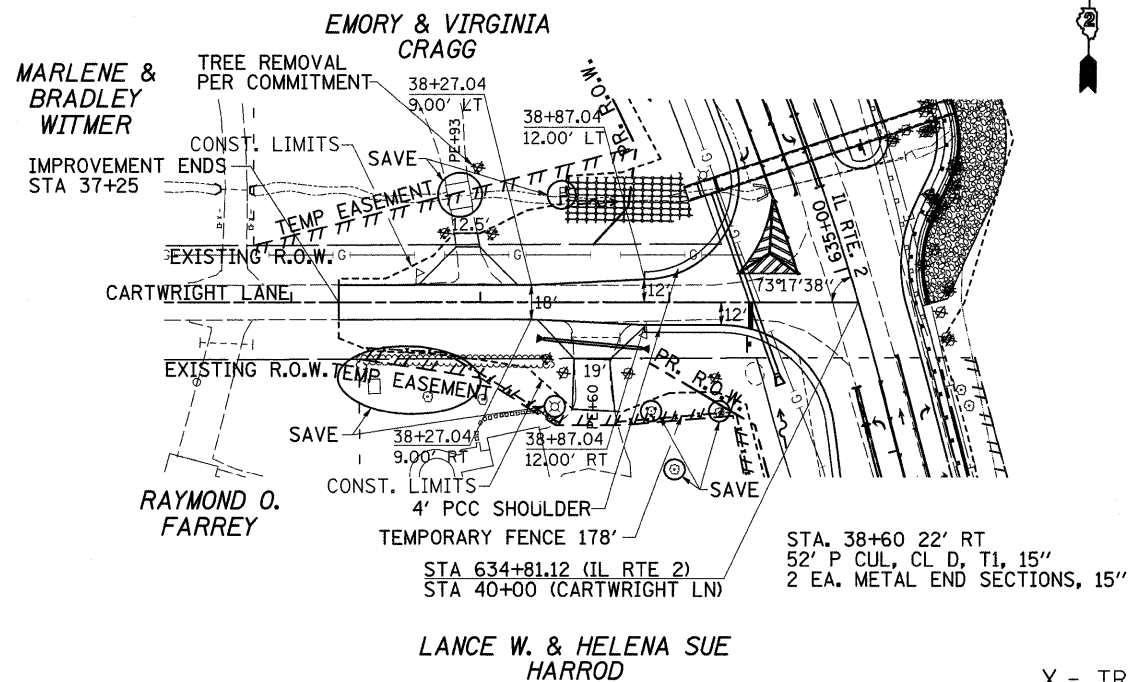 EMORY & VIRGINIA
CRAGG
2
MARLENE &
BRADLEY
WITMER
TREE REMOVAL
PER COMMITMENT
38+27.04
9.00' LT
38+87.04
12.00' LT
PR. R.O.W.
PE+93
CONST. LIMITS
SAVE
IMPROVEMENT ENDS
STA 37+25
TEMP EASEMENT
12.5'
IL RTE. 2
635+00
EXISTING R.O.W.
G
G
G
G
73°17'38"
CARTWRIGHT LANE
18'
12'
12'
EXISTING R.O.W.
TEMP EASEMENT
19'
PR. R.O.W.
PE+60
SAVE
38+27.04
9.00' RT
38+87.04
12.00' RT
CONST. LIMITS
SAVE
RAYMOND O.
FARREY
4' PCC SHOULDER
TEMPORARY FENCE 178'
STA 634+81.12 (IL RTE 2)
STA 40+00 (CARTWRIGHT LN)
STA. 38+60 22' RT
52' P CUL, CL D, T1, 15"
2 EA. METAL END SECTIONS, 15"
LANCE W. & HELENA SUE
HARROD
X - TR